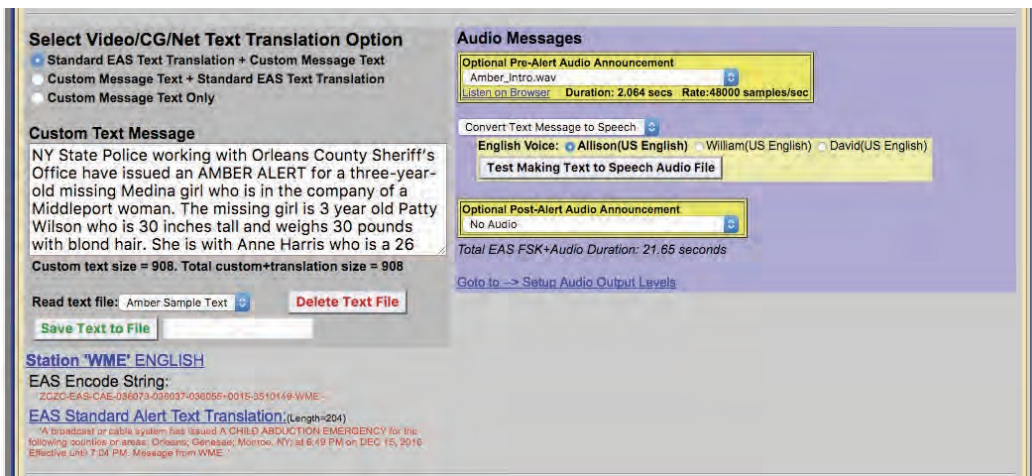 Select Video/CG/Net Text Translation Option
Standard EAS Text Translation + Custom Message Text
Custom Message Text + Standard EAS Translation
Custom Message Text Only
Custom Text Message
NY State Police working with Orleans County Sheriff's
Office have issued an AMBER ALERT for a three-year-
old missing Medina girl who is in the company of a
Middleport woman. The missing girl is 3 year old Patty
Wilson who is 30 inches tall and weighs 30 pounds
with blond hair. She is with Anne Harris who is a 26
Custom text size = 908. Total custom+translation size = 908
Read text file: Amber Sample Text
Delete Text File
Save Text to File
Station 'WME' ENGLISH
EAS Encode String:
ZCZC-EAS-CAE-036073-036037-036055+0015-3510149-WME -
EAS Standard Alert Text Translation:(Length=204)
"A broadcast or cable system has issued A CHILD ABDUCTION EMERGENCY for the
following counties or areas: Orleans; Genesee; Monroe, NY; at 6:49 PM on DEC 15, 2016
Effective until 7:04 PM. Message from WME. "
Audio Messages
Optional Pre-Alert Audio Announcement
Amber_Intro.wav
Listen on Browser Duration: 2.064 secs Rate:48000 samples/sec
Convert Text Message to Speech
English Voice: Allison(US English) William(US English) David(US English)
Test Making Text to Speech Audio File
Optional Post-Alert Audio Announcement
No Audio
Total EAS FSK+Audio Duration: 21.65 seconds
Goto to --> Setup Audio Output Levels